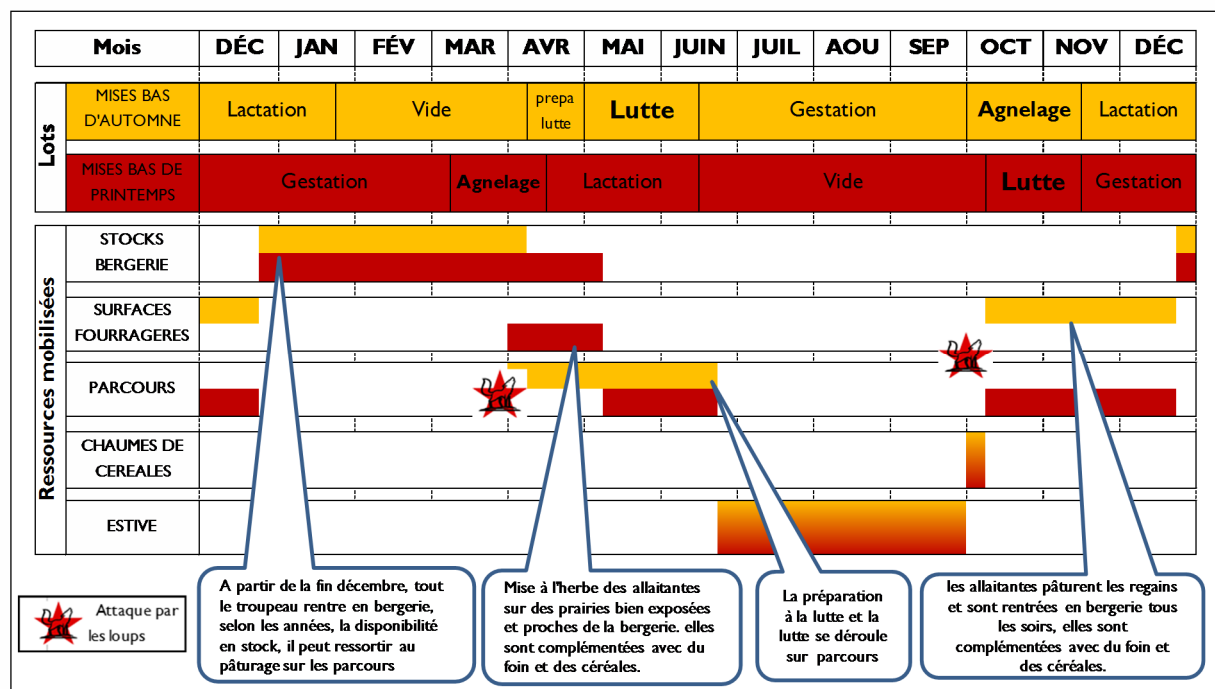 Mois DÉC JAN FÉV MAR AVR MAI JUIN JUIL AOU SEP OCT NOV DÉC
Lots
MISES BAS
D'AUTOMNE
Lactation Vide prepa
lutte
Lutte Gestation Agnelage Lactation
MISES BAS DE
PRINTEMPS
Gestation Agnelage Lactation Vide Lutte Gestation
Ressources mobilisées
STOCKS
BERGERIE
SURFACES
FOURRAGERES
PARCOURS
CHAUMES DE
CEREALES
ESTIVE
Attaque par
les loups
A partir de la fin décembre, tout
le troupeau rentre en bergerie,
selon les années, la disponibilité
en stock, il peut ressortir au
pâturage sur les parcours
Mise à l'herbe des allaitantes
sur des prairies bien exposées
et proches de la bergerie. elles
sont complémentées avec du
foin et des céréales.
La préparation
à la lutte et la
lutte se déroule
sur parcours
les allaitantes pâturent les regains
et sont rentrées en bergerie tous
les soirs, elles sont
complémentées avec du foin et
des céréales.